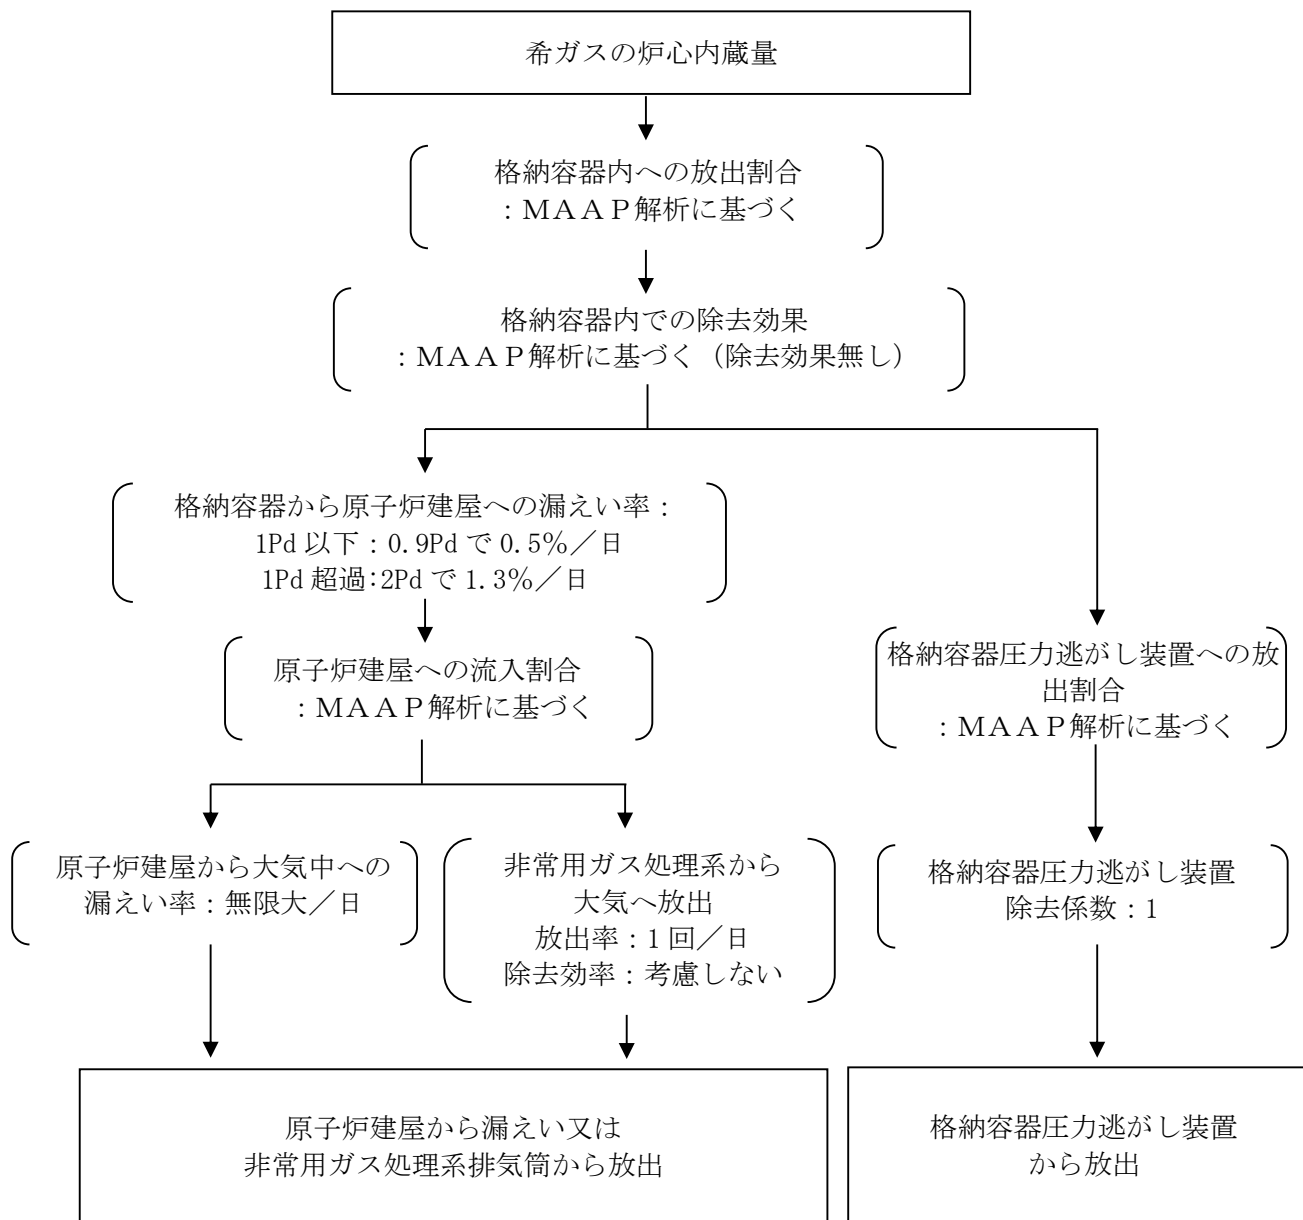 希ガスの炉心内蔵量
格納容器内への放出割合
：ＭＡＡＰ解析に基づく
格納容器内での除去効果
：ＭＡＡＰ解析に基づく（除去効果無し）
格納容器から原子炉建屋への漏えい率：
1Pd 以下：0.9Pd で 0.5％／日
1Pd 超過：2Pd で 1.3％／日
原子炉建屋への流入割合
：ＭＡＡＰ解析に基づく
格納容器圧力逃がし装置への放
出割合
：ＭＡＡＰ解析に基づく
原子炉建屋から大気中への
漏えい率：無限大／日
非常用ガス処理系から
大気へ放出
放出率：1 回／日
除去効率：考慮しない
格納容器圧力逃がし装置
除去係数：1
原子炉建屋から漏えい又は
非常用ガス処理系排気筒から放出
格納容器圧力逃がし装置
から放出